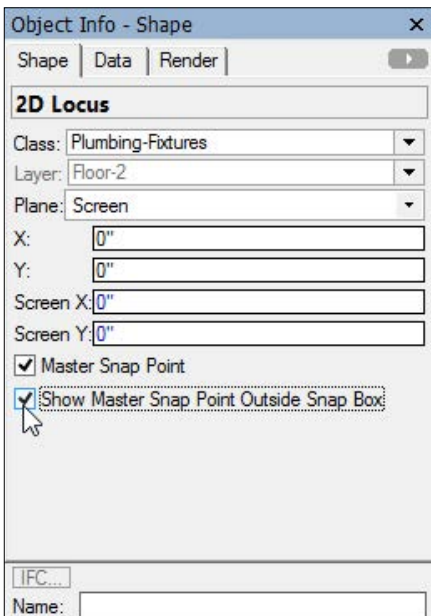 Object Info - Shape
Shape Data Render
2D Locus
Class: Plumbing-Fixtures
Layer: Floor-2
Plane: Screen
X: 0"
Y: 0"
Screen X: 0"
Screen Y: 0"
Master Snap Point
Show Master Snap Point Outside Snap Box
IFC...
Name: